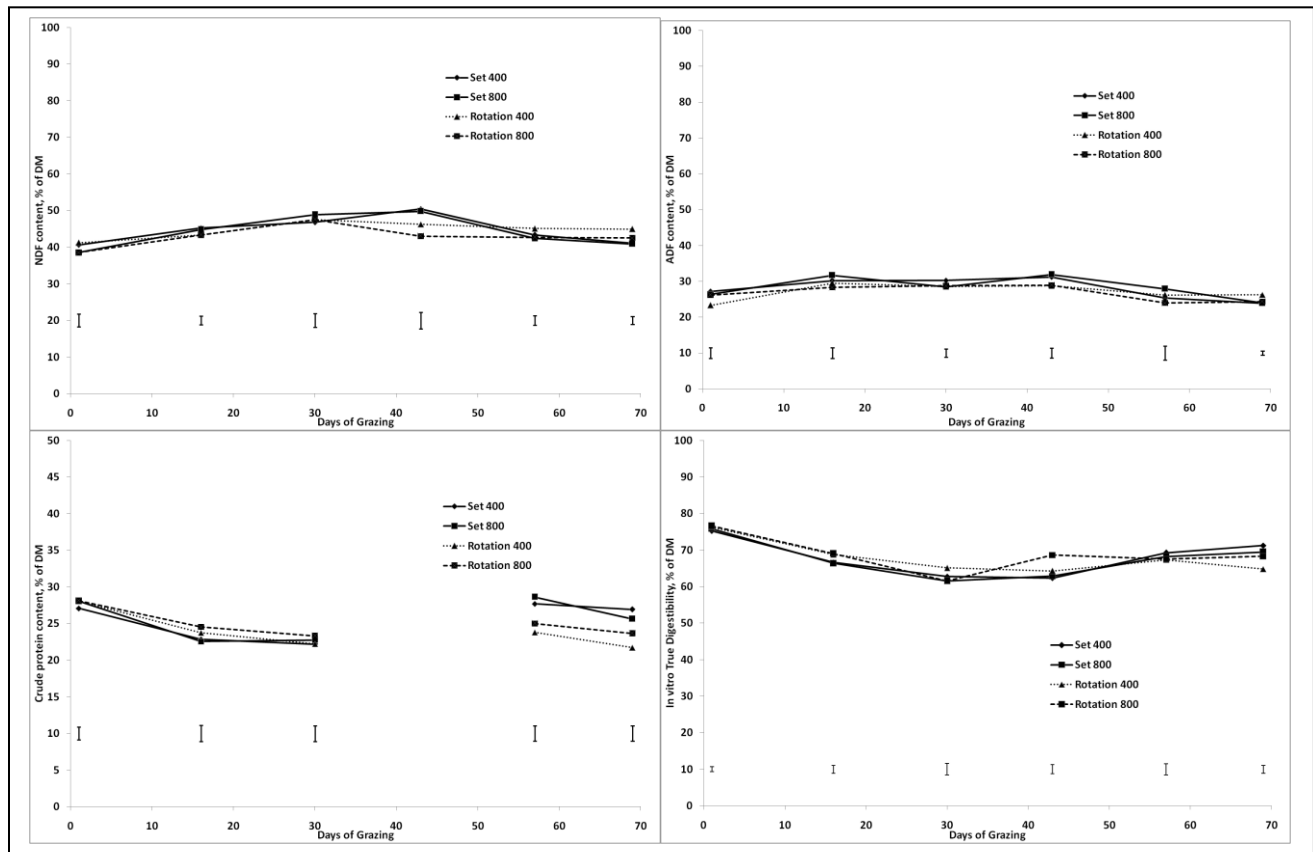 100
90
80
70
60
50
40
30
20
10
0
NDF content, % of DM
Set 400
Set 800
Rotation 400
Rotation 800
0 10 20 30 40 50 60 70
Days of Grazing
100
90
80
70
60
50
40
30
20
10
0
ADF content, % of DM
Set 400
Set 800
Rotation 400
Rotation 800
0 10 20 30 40 50 60 70
Days of Grazing
50
45
40
35
30
25
20
15
10
5
0
Crude protein content, % of DM
Set 400
Set 800
Rotation 400
Rotation 800
0 10 20 30 40 50 60 70
Days of Grazing
100
90
80
70
60
50
40
30
20
10
0
In vitro True Digestibility, % of DM
Set 400
Set 800
Rotation 400
Rotation 800
0 10 20 30 40 50 60 70
Days of Grazing